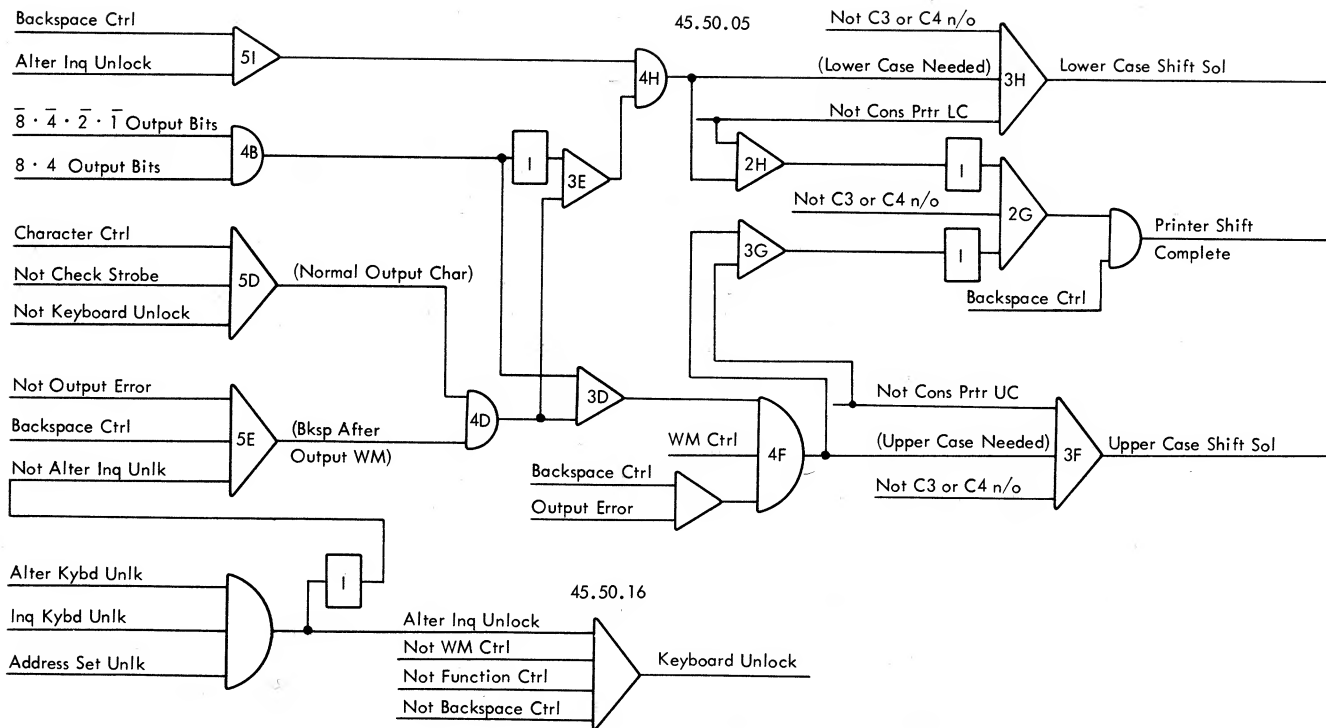 Backspace Ctrl
Alter Inq Unlock
5I
8̅ · 4̅ · 2̅ · 1̅ Output Bits
8 · 4 Output Bits
4B
Character Ctrl
Not Check Strobe
Not Keyboard Unlock
5D
(Normal Output Char)
Not Output Error
Backspace Ctrl
Not Alter Inq Unlk
5E
(Bksp After
Output WM)
4D
I
3E
4H
3D
45.50.05
Not C3 or C4 n/o
(Lower Case Needed)
Not Cons Prtr LC
3H
Lower Case Shift Sol
2H
I
Not C3 or C4 n/o
2G
3G
I
Printer Shift
Complete
Backspace Ctrl
WM Ctrl
Backspace Ctrl
Output Error
4F
Not Cons Prtr UC
(Upper Case Needed)
Not C3 or C4 n/o
3F
Upper Case Shift Sol
I
Alter Kybd Unlk
Inq Kybd Unlk
Address Set Unlk
45.50.16
Alter Inq Unlock
Not WM Ctrl
Not Function Ctrl
Not Backspace Ctrl
Keyboard Unlock